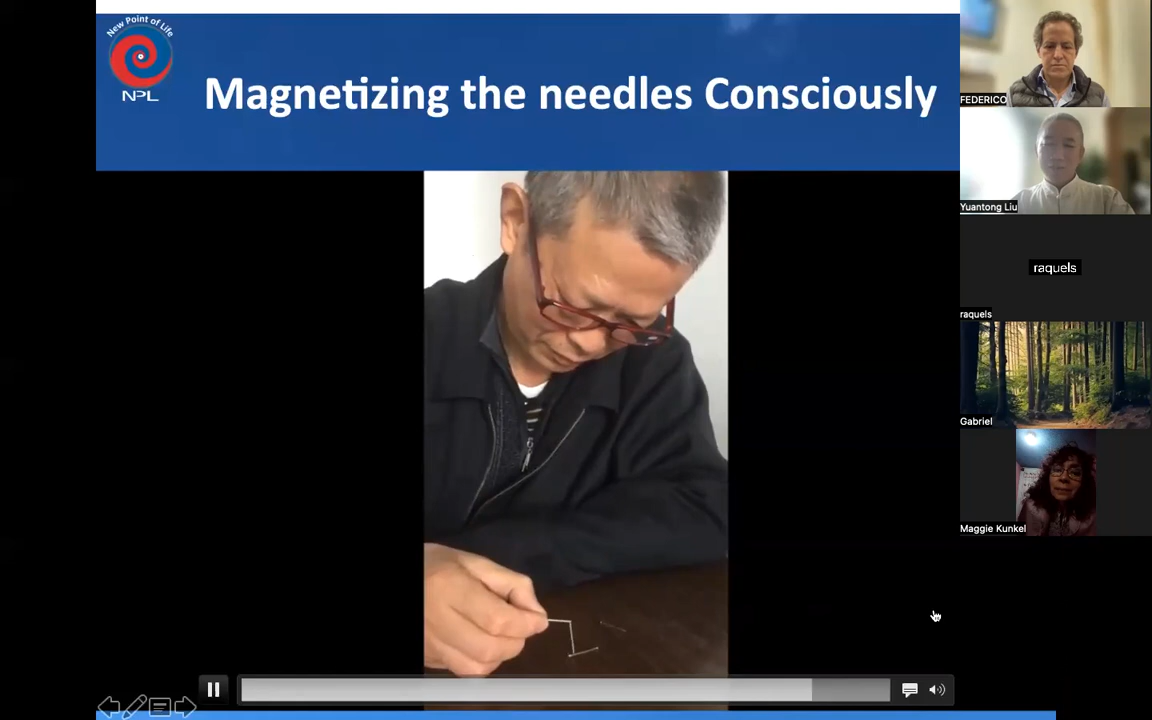 New Point of Life
NPL
Magnetizing the needles Consciously
FEDERICO
Yuantong Liu
raquels
raquels
Gabriel
Maggie Kunkel